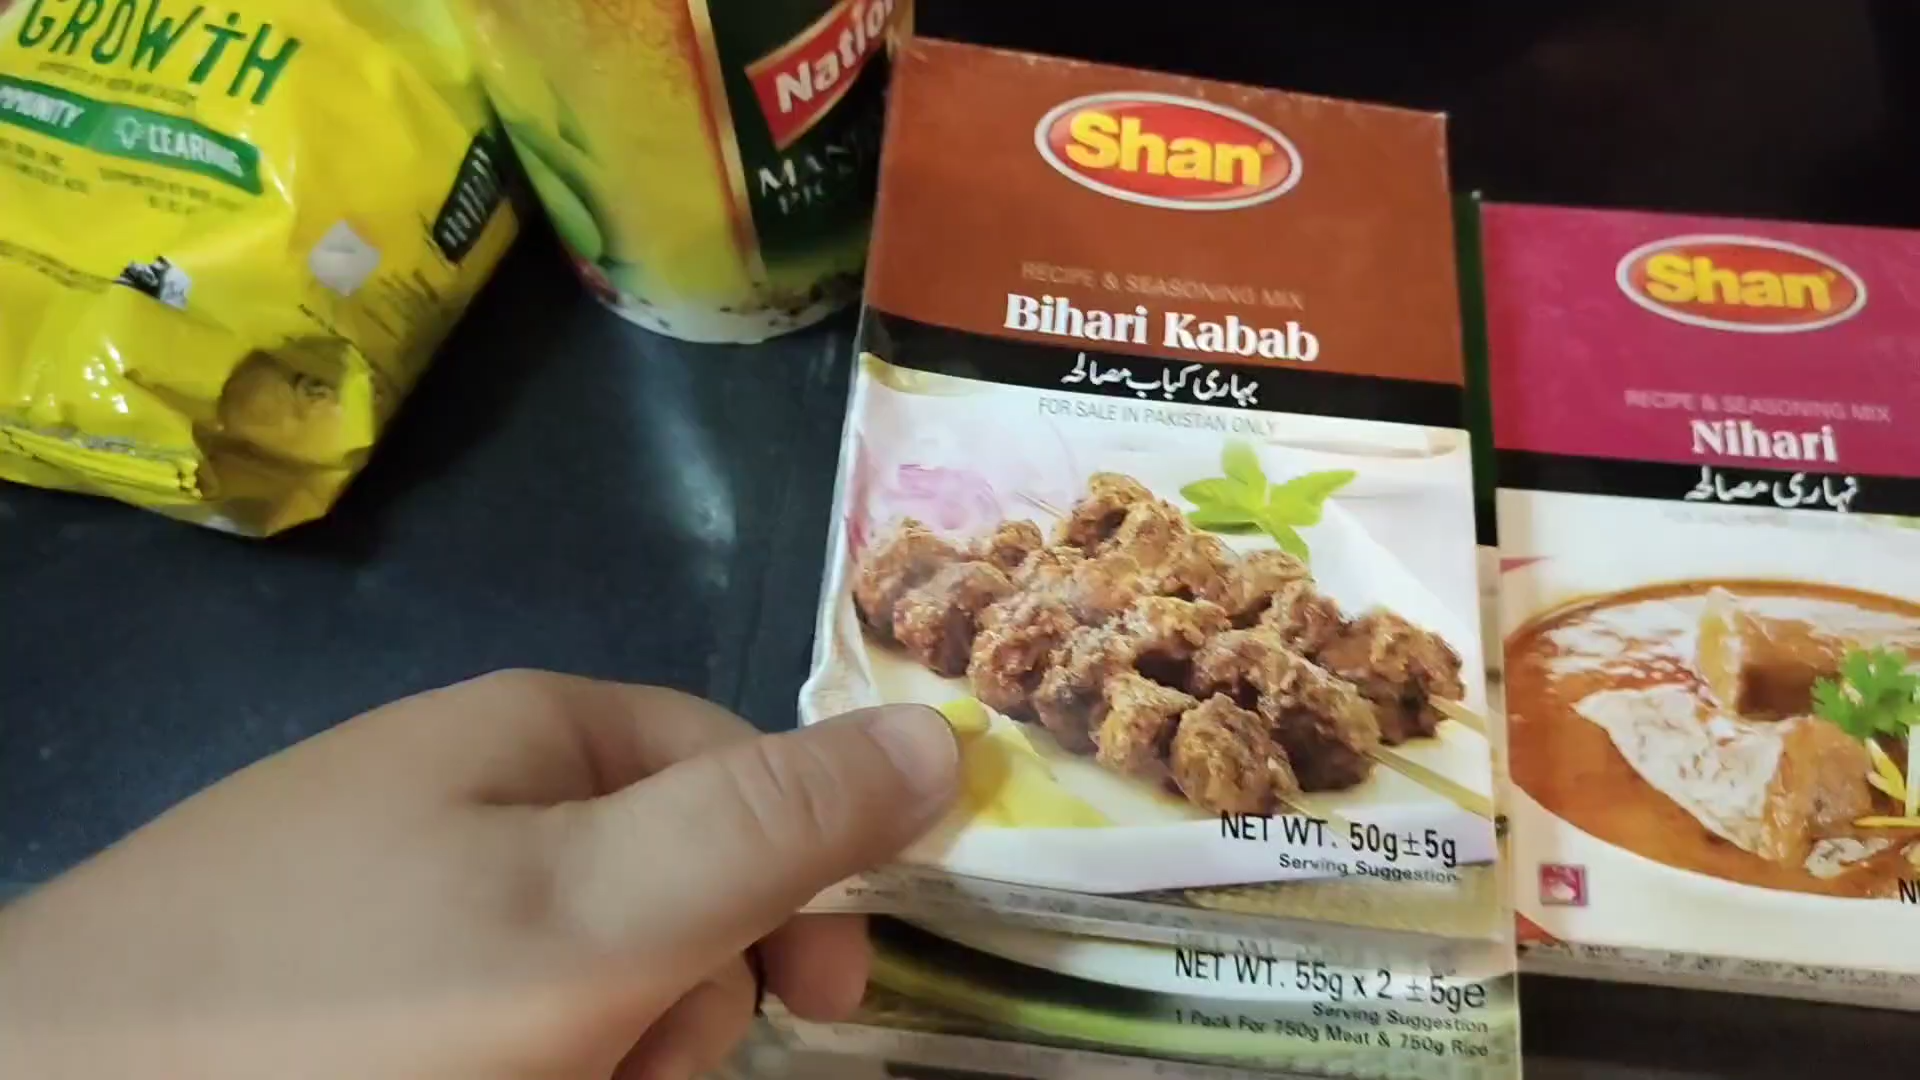 GROWTH
LEARNING
Natio
Shan
RECIPE & SEASONING MIX
Bihari Kabab
بہاری کباب مصالحہ
FOR SALE IN PAKISTAN ONLY
NET WT. 50g±5g
Serving Suggestion
NET WT. 55g x 2 ±5g e
Serving Suggestion
1 Pack For 750g Meat & 750g Rice
Shan
RECIPE & SEASONING MIX
Nihari
نہاری مصالحہ